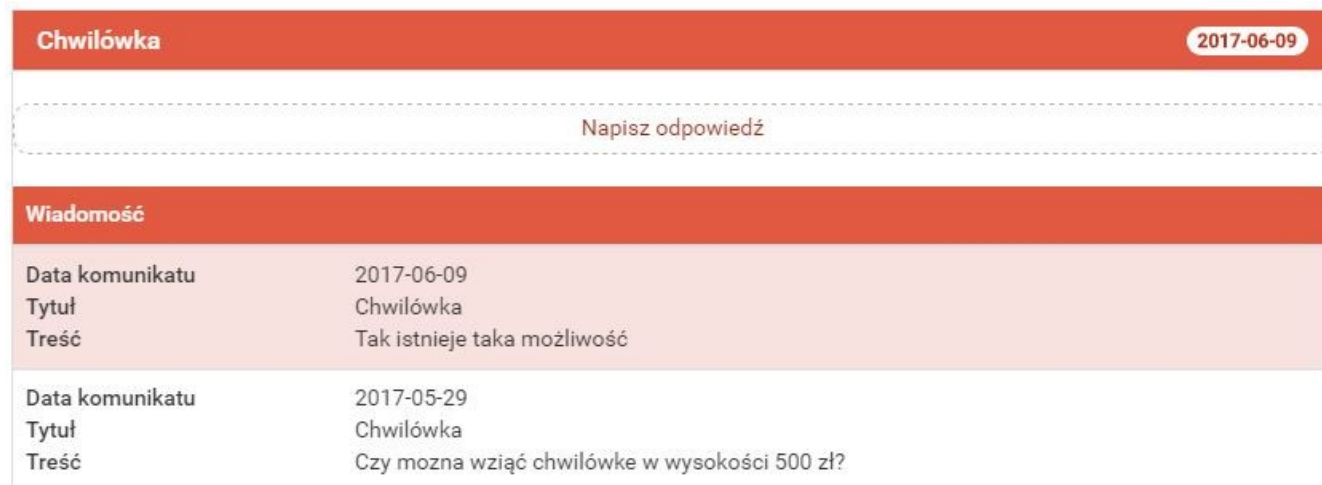 Chwilówka 2017-06-09
Napisz odpowiedź
Wiadomość
Data komunikatu 2017-06-09
Tytuł Chwilówka
Treść Tak istnieje taka możliwość
Data komunikatu 2017-05-29
Tytuł Chwilówka
Treść Czy mozna wziąć chwilówke w wysokości 500 zł?